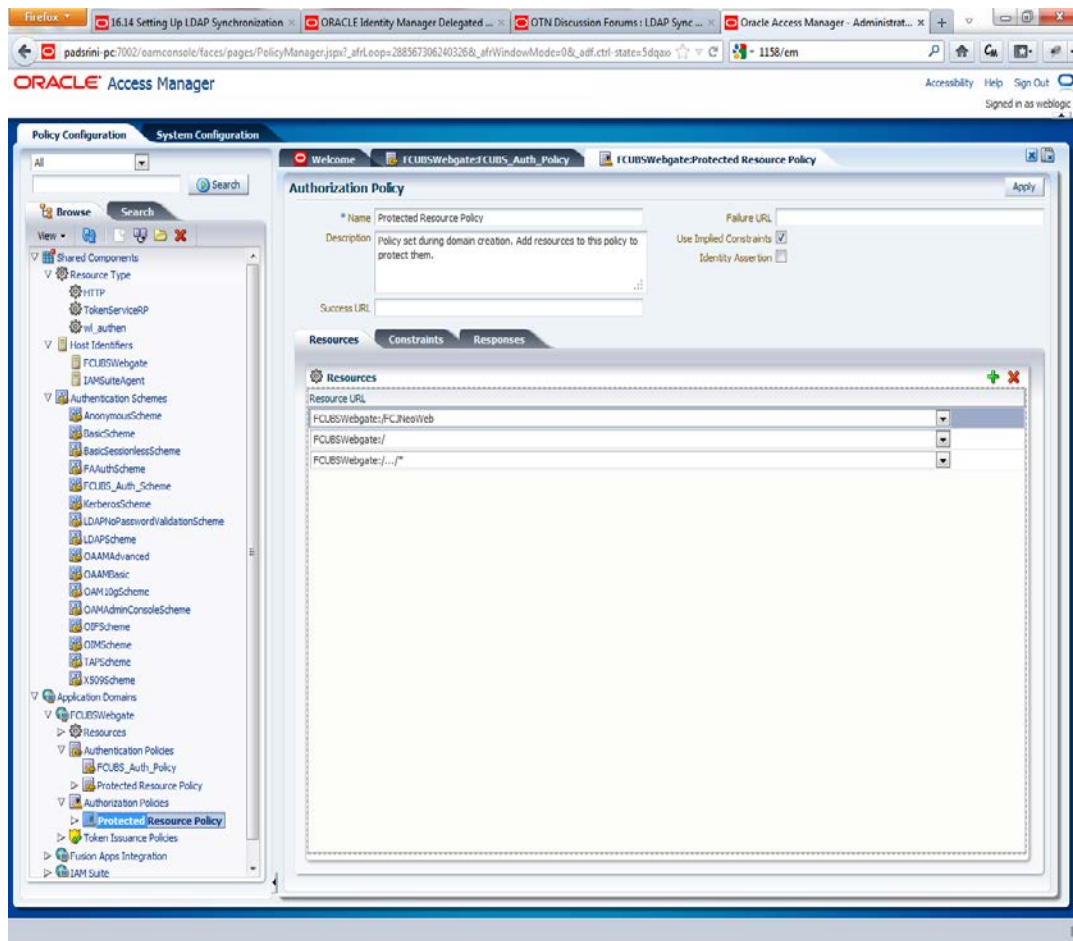 Firefox
16.14 Setting Up LDAP Synchronization
ORACLE Identity Manager Delegated ...
OTN Discussion Forums : LDAP Sync ...
Oracle Access Manager - Administrat...
padsrini-pc:7002/oamconsole/faces/pages/PolicyManager.jspx?_afrLoop=288567306240326&_afrWindowMode=0&_adf.ctrl-state=5dqax
- 1158/em
ORACLE Access Manager
Accessibility Help Sign Out
Signed in as weblogic
Policy Configuration
System Configuration
All
Search
Browse
Search
View
Shared Components
Resource Type
HTTP
TokenServiceRP
wl_authen
Host Identifiers
FCUBSWebgate
IAMSuiteAgent
Authentication Schemes
AnonymousScheme
BasicScheme
BasicSessionlessScheme
FAAuthScheme
FCUBS_Auth_Scheme
KerberosScheme
LDAPNoPasswordValidationScheme
LDAPScheme
OAAMAdvanced
OAAMBasic
OAM10gScheme
OAMAdminConsoleScheme
OIFScheme
OIMScheme
TAPScheme
X509Scheme
Application Domains
FCUBSWebgate
Resources
Authentication Policies
FCUBS_Auth_Policy
Protected Resource Policy
Authorization Policies
Protected Resource Policy
Token Issuance Policies
Fusion Apps Integration
IAM Suite
Welcome
FCUBSWebgate:FCUBS_Auth_Policy
FCUBSWebgate:Protected Resource Policy
Authorization Policy
Apply
* Name Protected Resource Policy
Description Policy set during domain creation. Add resources to this policy to
protect them.
Success URL
Failure URL
Use Implied Constraints
Identity Assertion
Resources
Constraints
Responses
Resources
Resource URL
FCUBSWebgate:/FCJNeoWeb
FCUBSWebgate:/
FCUBSWebgate:/.../*